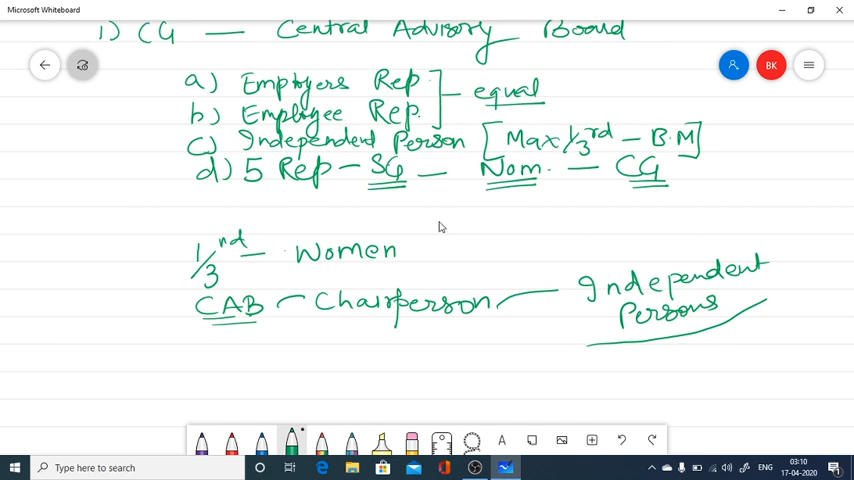 Microsoft Whiteboard
1) CG — Central Advisory Board
BK
a) Employers Rep
b) Employee Rep.
— equal
c) Independent Person [Max 1/3rd — B.M]
d) 5 Rep — SG — Nom. — CG
1/3nd — Women
CAB — Chairperson — Independent
Persons
A
Type here to search
ENG
03:10
17-04-2020